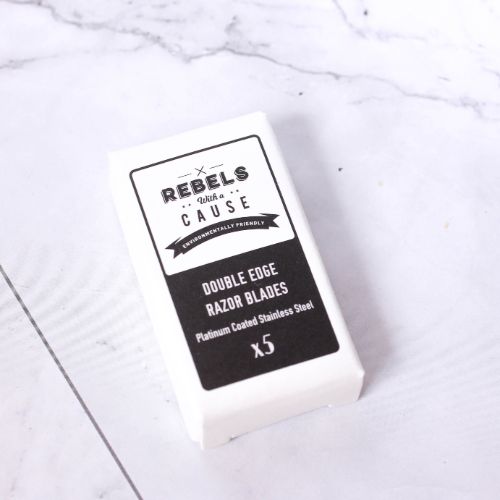 REBELS
With a
CAUSE
ENVIRONMENTALLY FRIENDLY
DOUBLE EDGE
RAZOR BLADES
Platinum Coated Stainless Steel
x5